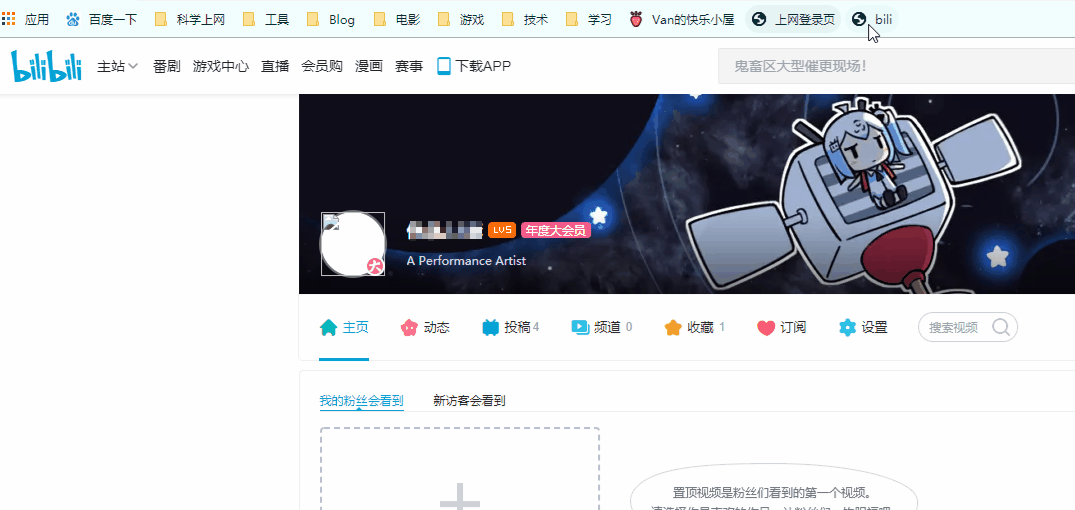 应用 百度一下 科学上网 工具 Blog 电影 游戏 技术 学习 Van的快乐小屋 上网登录页 bili
bilibili 主站 番剧 游戏中心 直播 会员购 漫画 赛事 下载APP 鬼畜区大型催更现场!
LV5 年度大会员
大
A Performance Artist
主页 动态 投稿 4 频道 0 收藏 1 订阅 设置 搜索视频
我的粉丝会看到 新访客会看到
置顶视频是粉丝们看到的第一个视频。